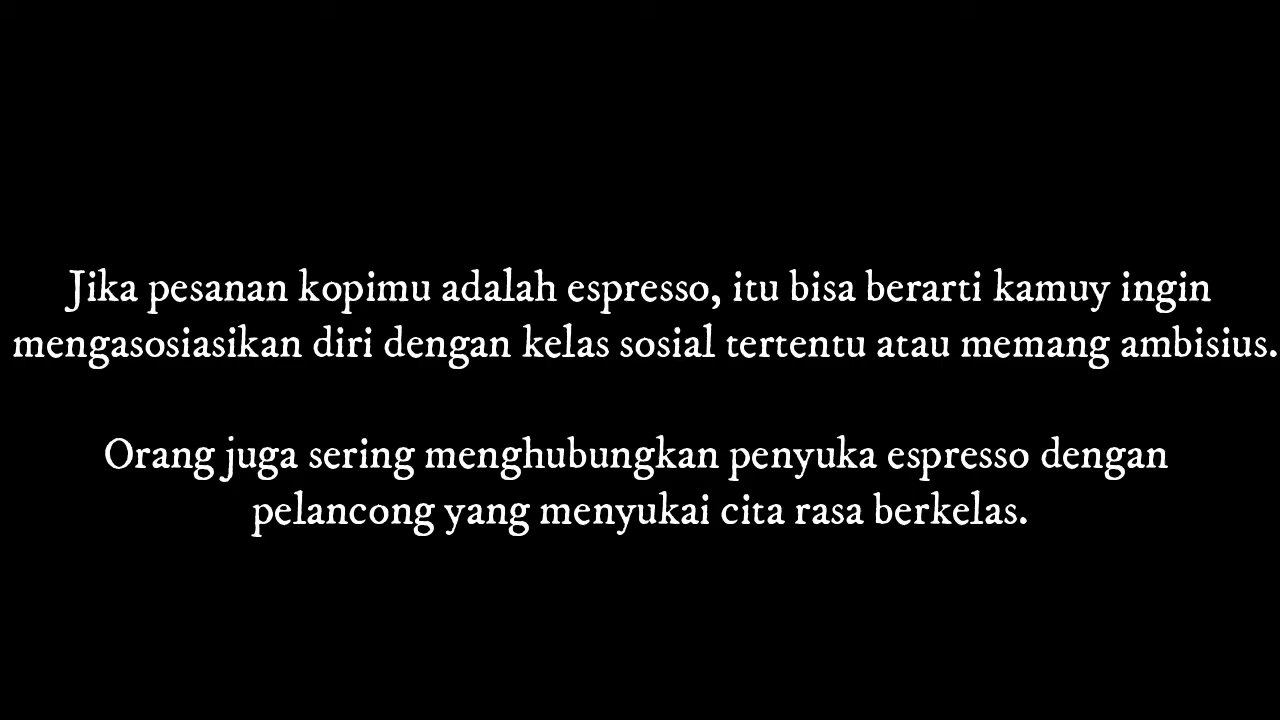 Jika pesanan kopimu adalah espresso, itu bisa berarti kamuy ingin
mengasosiasikan diri dengan kelas sosial tertentu atau memang ambisius.
Orang juga sering menghubungkan penyuka espresso dengan
pelancong yang menyukai cita rasa berkelas.